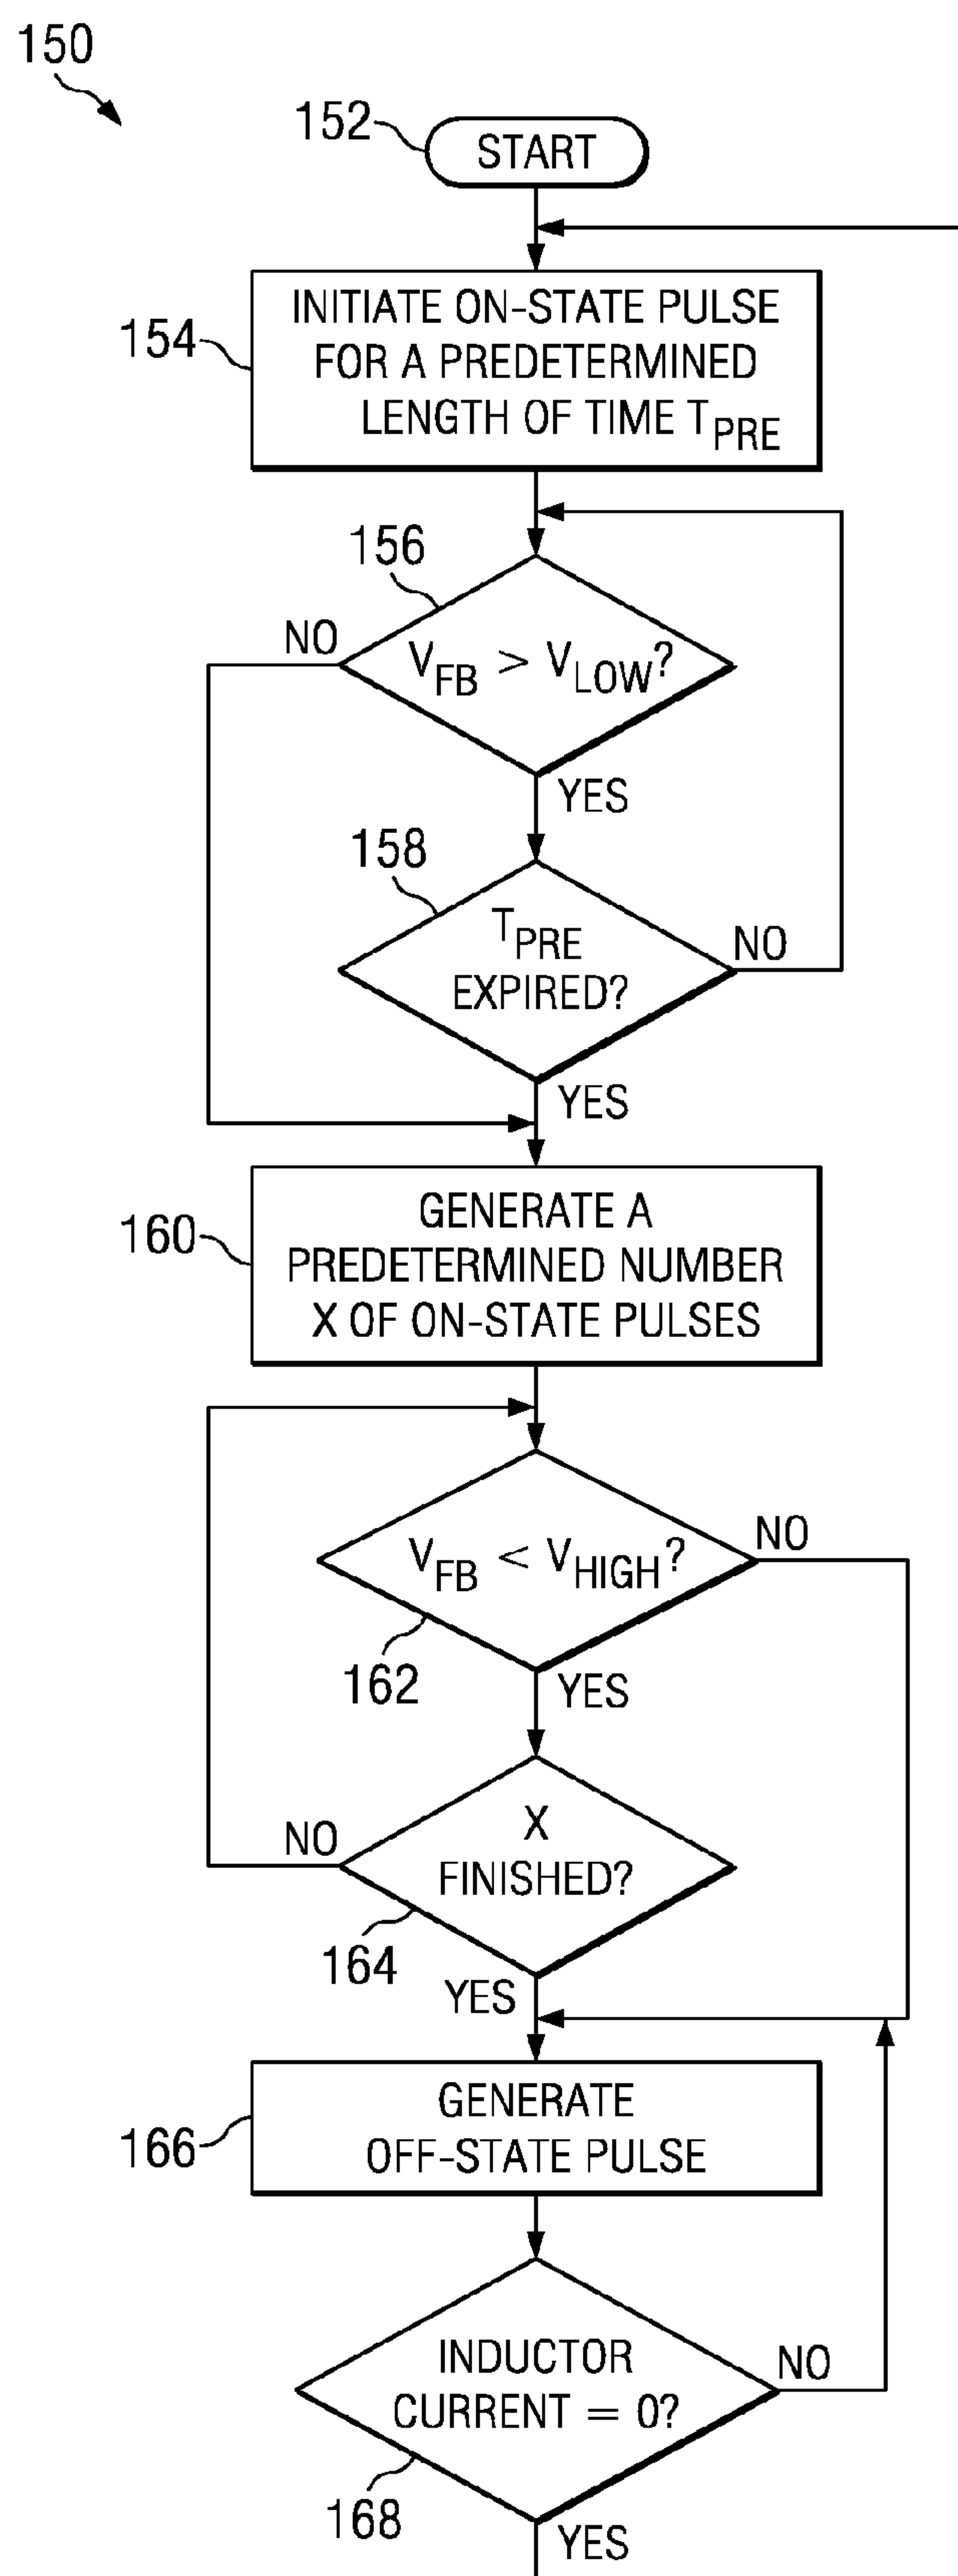 150
152
START
154
INITIATE ON-STATE PULSE
FOR A PREDETERMINED
LENGTH OF TIME TPRE
156
NO
VFB > VLOW?
YES
158
TPRE
EXPIRED?
NO
YES
160
GENERATE A
PREDETERMINED NUMBER
X OF ON-STATE PULSES
VFB < VHIGH?
NO
162
YES
X
FINISHED?
NO
164
YES
166
GENERATE
OFF-STATE PULSE
INDUCTOR
CURRENT = 0?
NO
168
YES